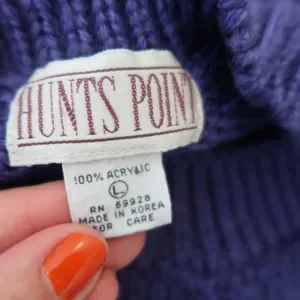 HUNTS POINT
100% ACRYLIC
L
RN 69928
MADE IN KOREA
FOR CARE